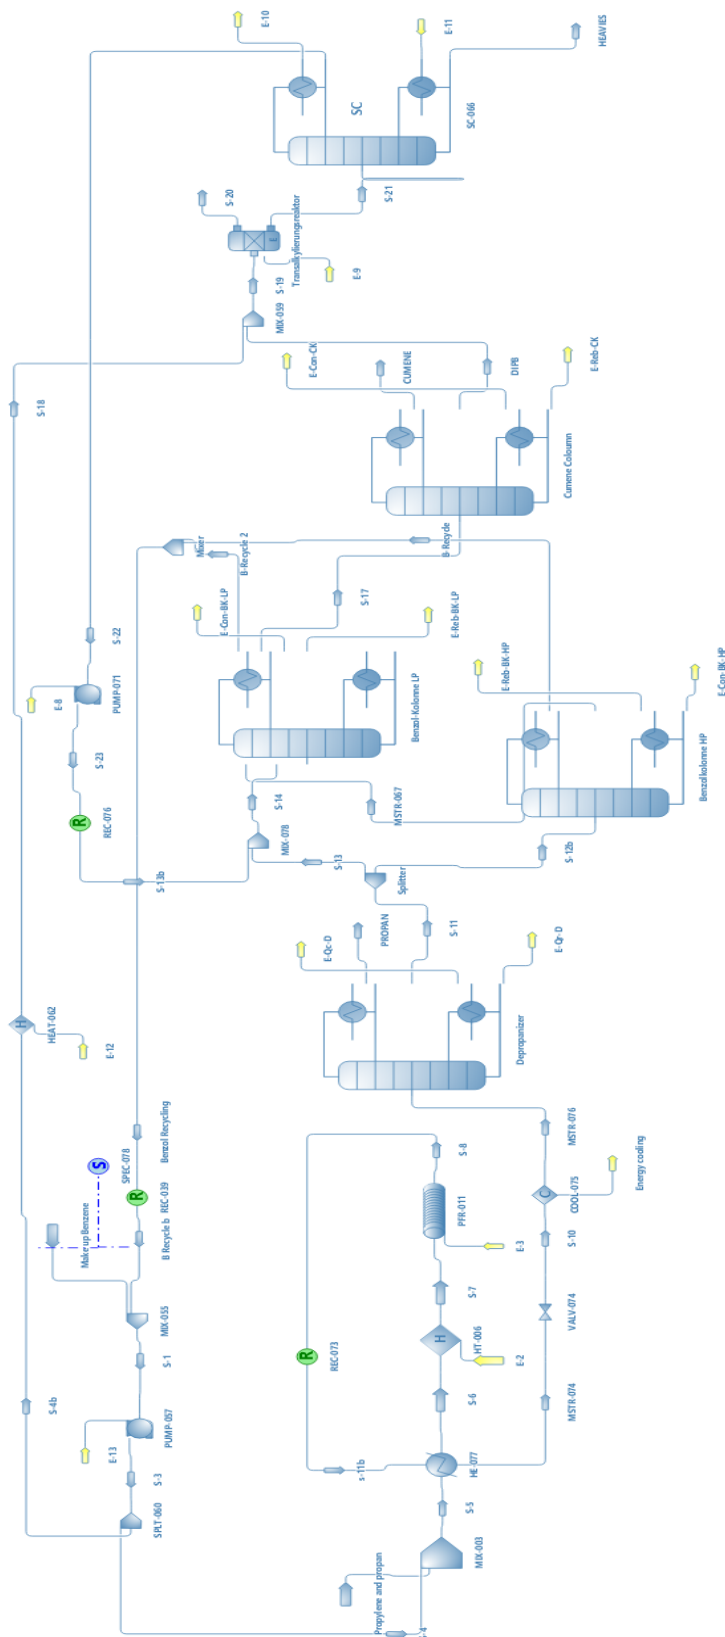 E-10
E-11
HEAVIES
SC
SC-066
S-20
Transalkylierungsreaktor
E
S-21
S-19
E-9
MIX-059
E-Con-CK
CUMENE
DIPB
E-Reb-CK
S-18
Cumene Coloumn
Mixer
B-Recycle 2
B-Recycle
S-22
E-Con-BK-LP
S-17
E-Reb-BK-LP
E-8
PUMP-071
E-Reb-BK-HP
E-Con-BK-HP
Benzol-Kolonne LP
S-23
Benzolkolonne HP
R
REC-076
S-14
MSTR-067
MIX-078
S-12b
S-13b
S-13
Splitter
PROPAN
S-11
E-Qc-D
E-Qr-D
H
HEAT-062
E-12
Depropanizer
MSTR-076
Benzol Recycling
S
SPEC-078
S-8
Energy cooling
R
REC-039
C
COOL-075
PFR-011
B Recycle b
Make up Benzene
E-3
S-10
S-7
VALV-074
MIX-055
H
HT-006
S-1
R
REC-073
E-2
S-4b
S-6
MSTR-074
PUMP-057
E-13
s-11b
HE-077
S-3
S-5
SPLT-060
MIX-003
Propylene and propan
S-4